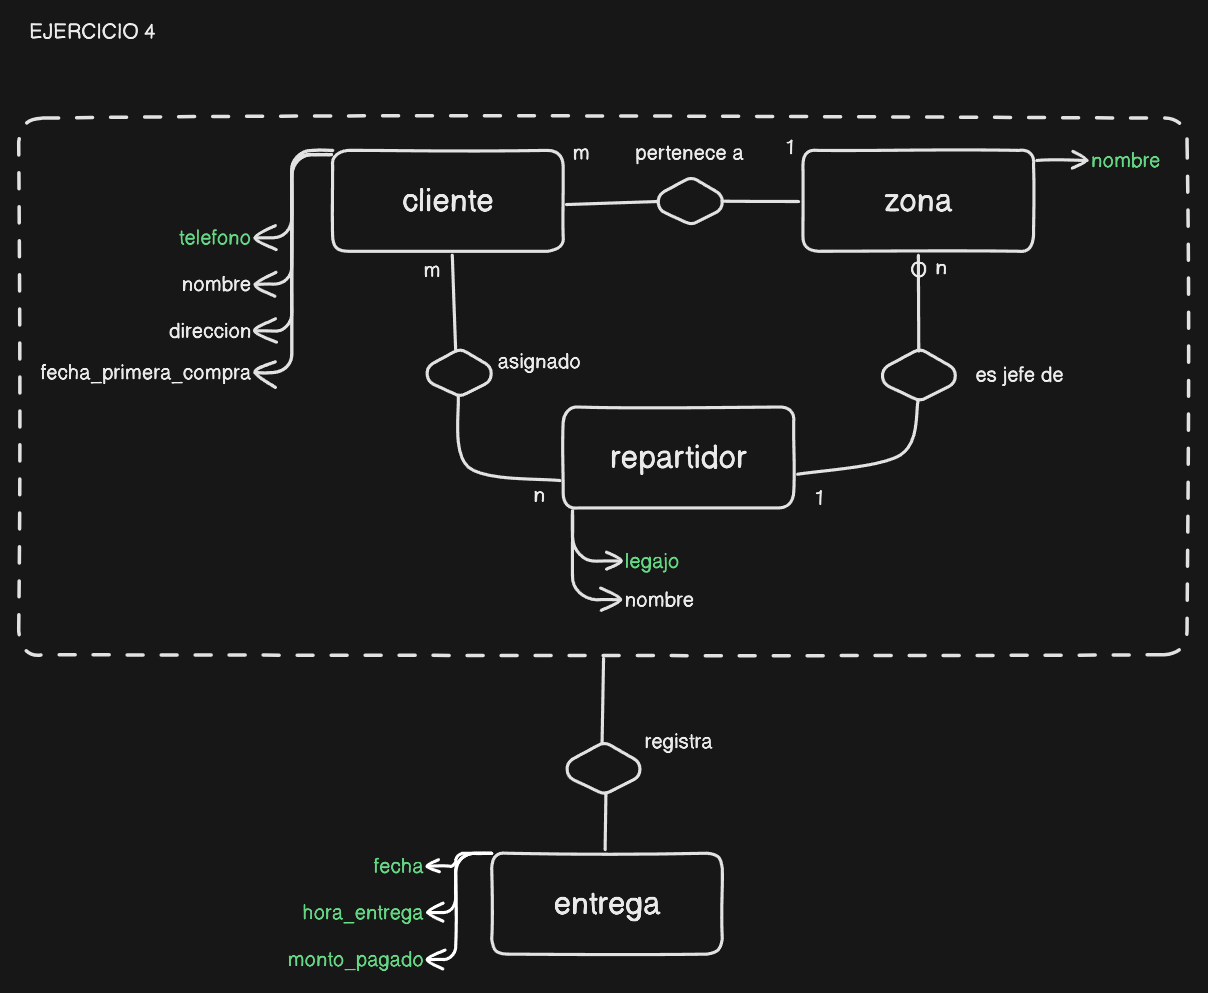 EJERCICIO 4
m
pertenece a
1
nombre
cliente
zona
telefono
nombre
direccion
fecha_primera_compra
m
n
asignado
es jefe de
repartidor
n
1
legajo
nombre
registra
fecha
hora_entrega
monto_pagado
entrega